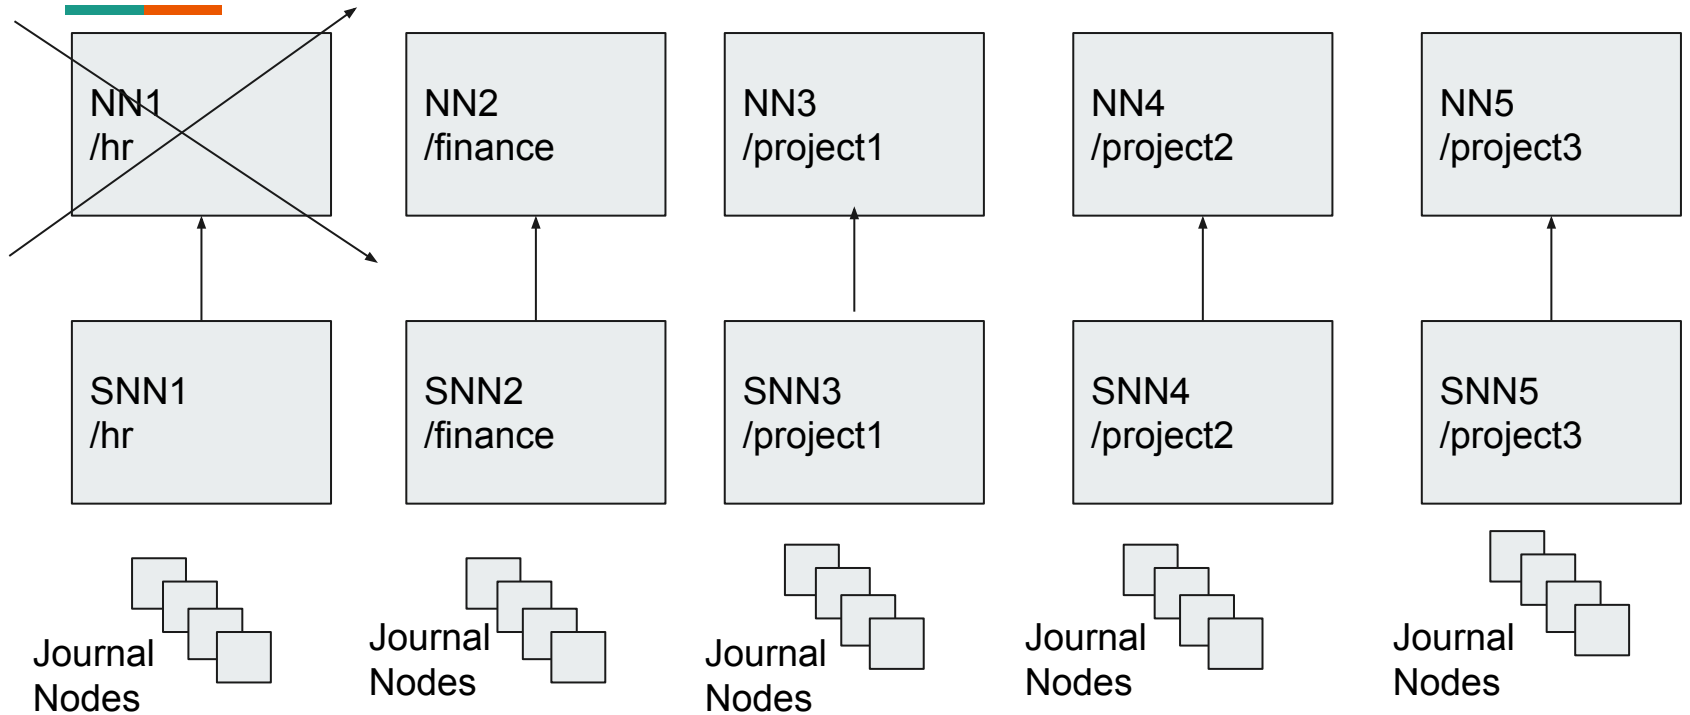 NN1
/hr
NN2
/finance
NN3
/project1
NN4
/project2
NN5
/project3
SNN1
/hr
SNN2
/finance
SNN3
/project1
SNN4
/project2
SNN5
/project3
Journal
Nodes
Journal
Nodes
Journal
Nodes
Journal
Nodes
Journal
Nodes